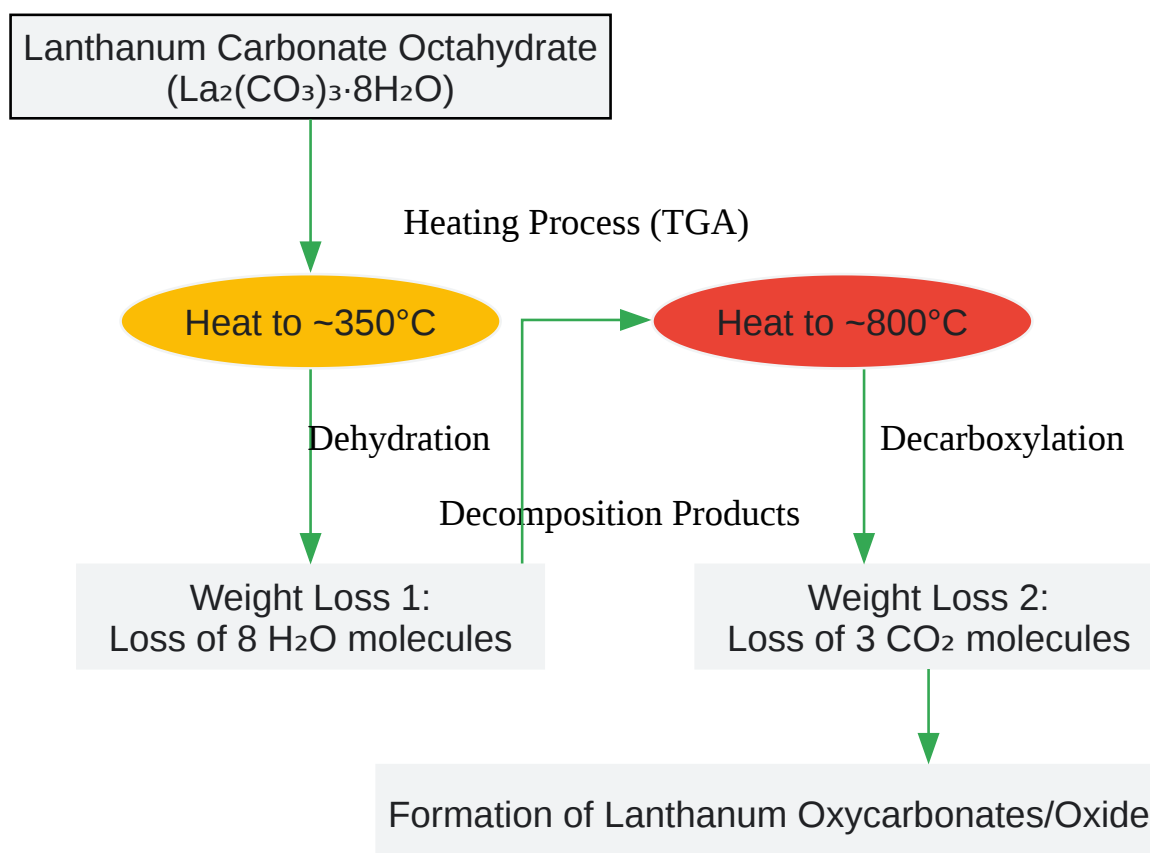 Lanthanum Carbonate Octahydrate
(La₂(CO₃)₃·8H₂O)
Heating Process (TGA)
Heat to ~350°C
Heat to ~800°C
Dehydration
Decarboxylation
Decomposition Products
Weight Loss 1:
Loss of 8 H₂O molecules
Weight Loss 2:
Loss of 3 CO₂ molecules
Formation of Lanthanum Oxycarbonates/Oxide